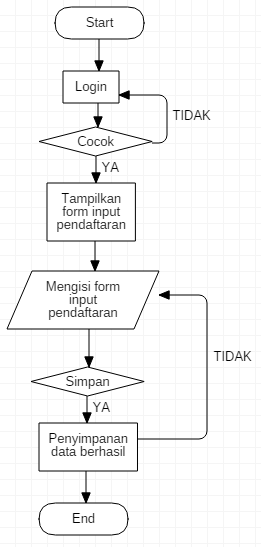 Start
Login
TIDAK
Cocok
YA
Tampilkan
form input
pendaftaran
Mengisi form
input
pendaftaran
TIDAK
Simpan
YA
Penyimpanan
data berhasil
End